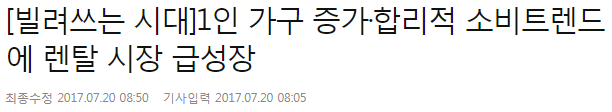 [빌려쓰는 시대]1인 가구 증가·합리적 소비트렌드
에 렌탈 시장 급성장
최종수정 2017.07.20 08:50 기사입력 2017.07.20 08:05